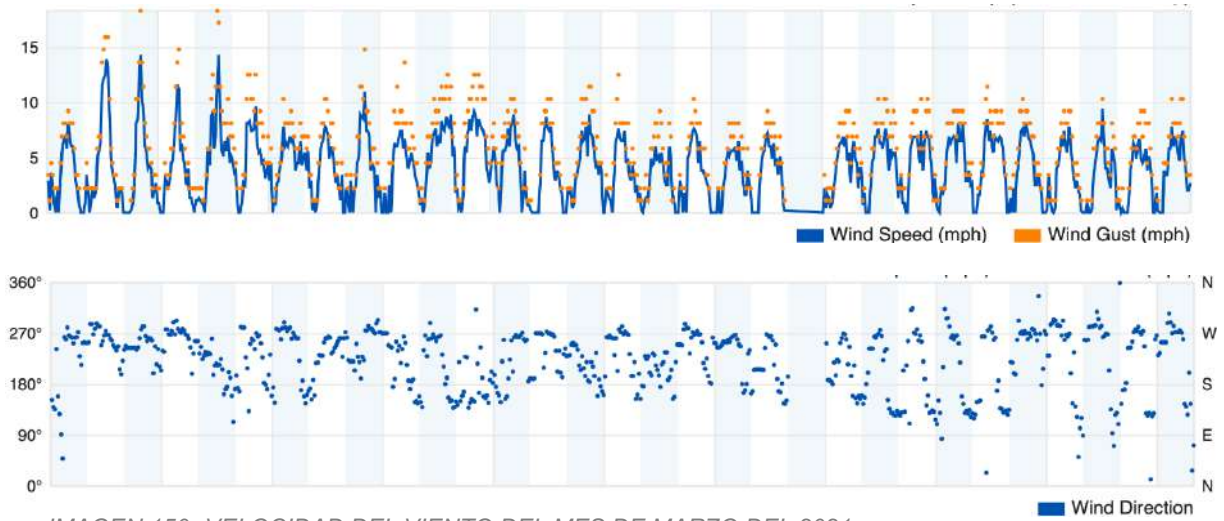 15
10
5
0
Wind Speed (mph) Wind Gust (mph)
360° N
270° W
180° S
90° E
0° N
Wind Direction